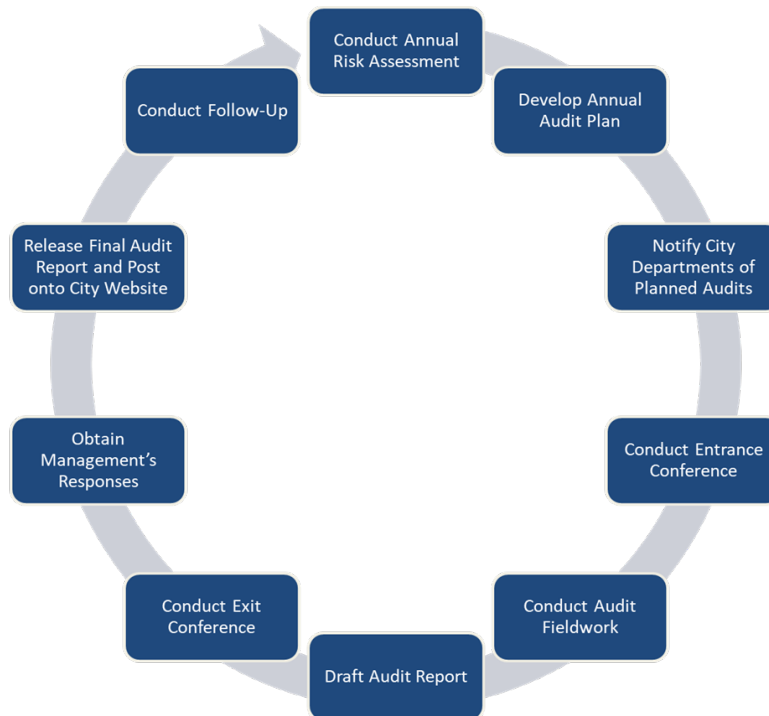 Conduct Annual
Risk Assessment
Develop Annual
Audit Plan
Notify City
Departments of
Planned Audits
Conduct Entrance
Conference
Conduct Audit
Fieldwork
Draft Audit Report
Conduct Exit
Conference
Obtain
Management’s
Responses
Release Final Audit
Report and Post
onto City Website
Conduct Follow-Up